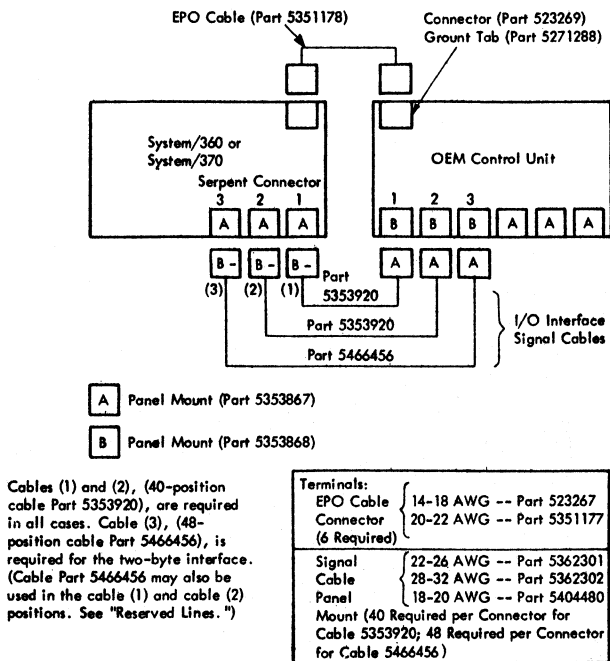 EPO Cable (Part 5351178)
Connector (Part 523269)
Grount Tab (Part 5271288)
System/360 or
System/370
OEM Control Unit
Serpent Connector
3 2 1
1 2 3
A A A
B B B A A A
B - B - B -
A A A
(3) (2) (1)
Part
5353920
Part 5353920
Part 5466456
I/O Interface
Signal Cables
A Panel Mount (Part 5353867)
B Panel Mount (Part 5353868)
Cables (1) and (2), (40-position
cable Part 5353920), are required
in all cases. Cable (3), (48-
position cable Part 5466456), is
required for the two-byte interface.
(Cable Part 5466456 may also be
used in the cable (1) and cable (2)
positions. See "Reserved Lines.")
Terminals:
EPO Cable 14-18 AWG -- Part 523267
Connector 20-22 AWG -- Part 5351177
(6 Required)
Signal 22-26 AWG -- Part 5362301
Cable 28-32 AWG -- Part 5362302
Panel 18-20 AWG -- Part 5404480
Mount (40 Required per Connector for
Cable 5353920; 48 Required per Connector
for Cable 5466456)